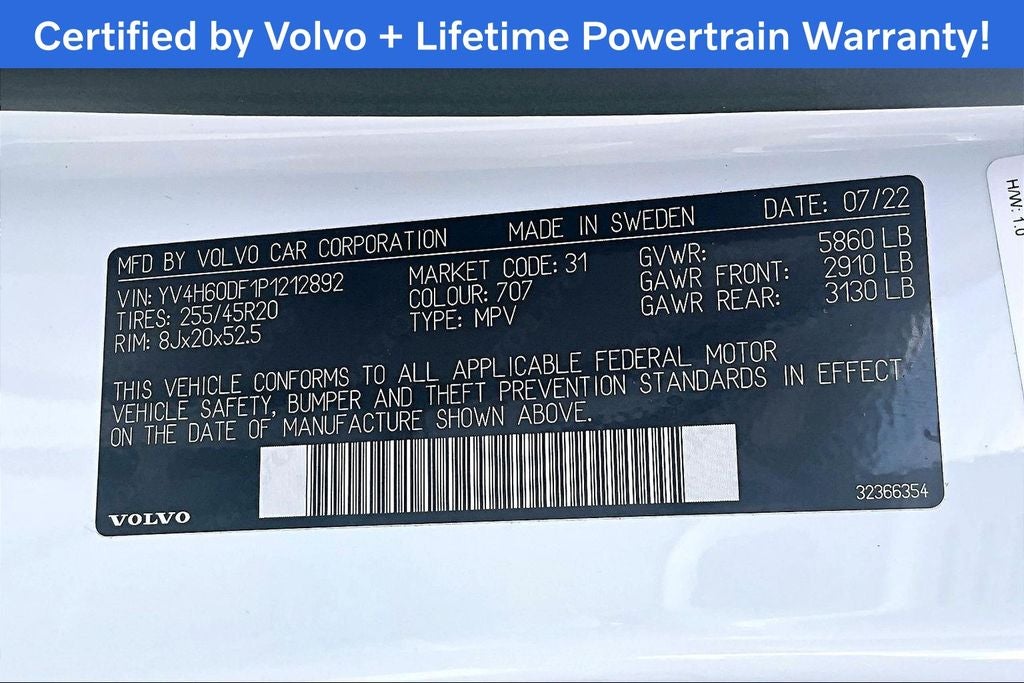 Certified by Volvo + Lifetime Powertrain Warranty!
MFD BY VOLVO CAR CORPORATION MADE IN SWEDEN DATE: 07/22
VIN: YV4H60DF1P1212892 MARKET CODE: 31 GVWR: 5860 LB
TIRES: 255/45R20 COLOUR: 707 GAWR FRONT: 2910 LB
RIM: 8Jx20x52.5 TYPE: MPV GAWR REAR: 3130 LB
THIS VEHICLE CONFORMS TO ALL APPLICABLE FEDERAL MOTOR
VEHICLE SAFETY, BUMPER AND THEFT PREVENTION STANDARDS IN EFFECT
ON THE DATE OF MANUFACTURE SHOWN ABOVE.
VOLVO
32366354
H/W: 1.0